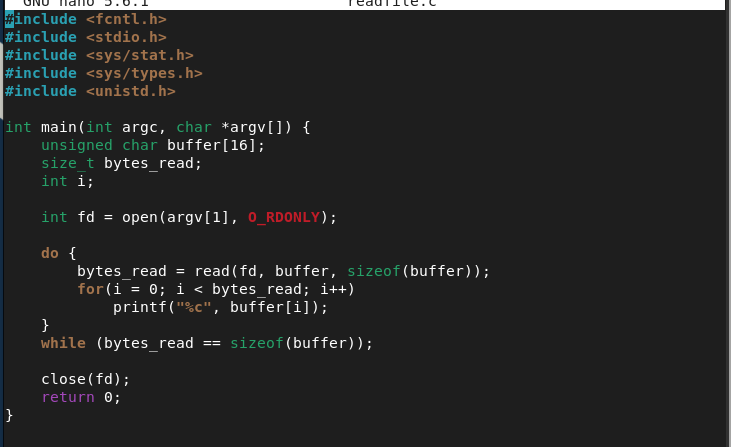 GNU nano 5.6.1 readfile.c
#include <fcntl.h>
#include <stdio.h>
#include <sys/stat.h>
#include <sys/types.h>
#include <unistd.h>
int main(int argc, char *argv[]) {
    unsigned char buffer[16];
    size_t bytes_read;
    int i;
    int fd = open(argv[1], O_RDONLY);
    do {
        bytes_read = read(fd, buffer, sizeof(buffer));
        for(i = 0; i < bytes_read; i++)
            printf("%c", buffer[i]);
    }
    while (bytes_read == sizeof(buffer));
    close(fd);
    return 0;
}